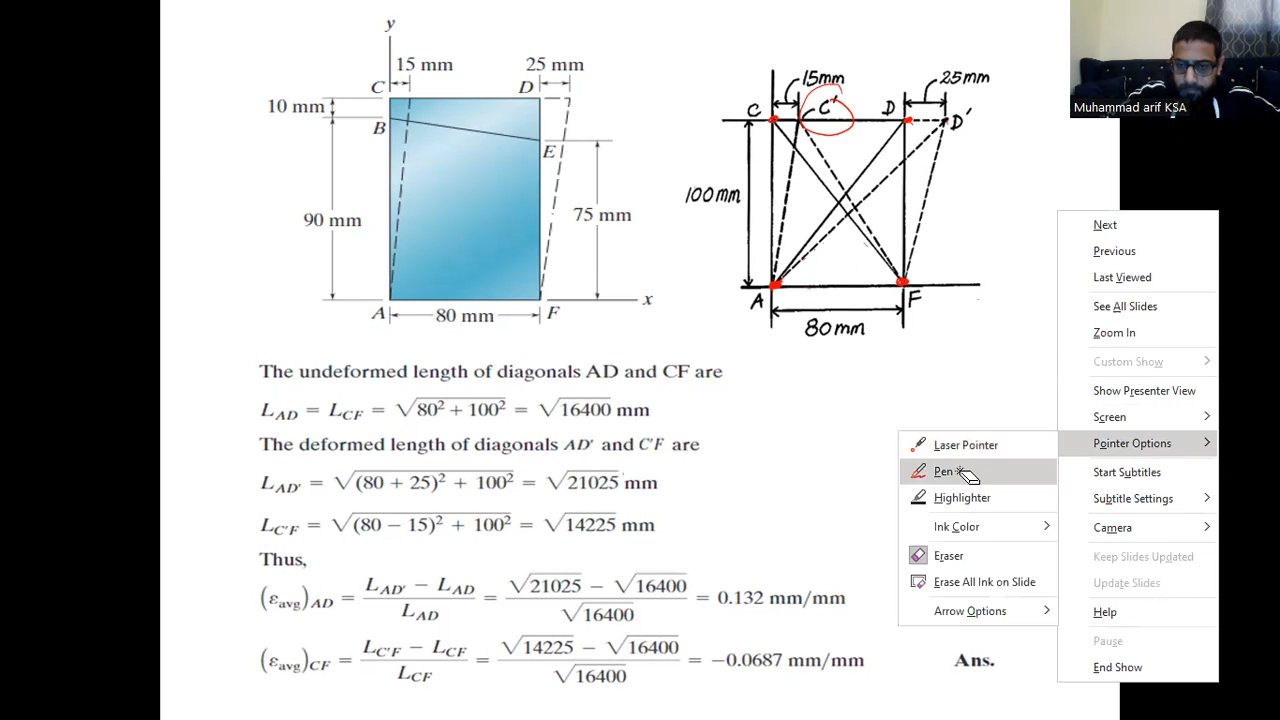 y
15 mm
25 mm
C
D
10 mm
B
E
90 mm
75 mm
A
80 mm
F
x
15mm
25mm
C
C'
D
D'
100mm
A
F
80mm
Muhammad arif KSA
The undeformed length of diagonals AD and CF are
L_AD = L_CF = √(80² + 100²) = √16400 mm
The deformed length of diagonals AD′ and C′F are
L_AD′ = √((80 + 25)² + 100²) = √21025 mm
L_C′F = √((80 − 15)² + 100²) = √14225 mm
Thus,
(ε_avg)_AD = (L_AD′ − L_AD)/L_AD = (√21025 − √16400)/√16400 = 0.132 mm/mm
(ε_avg)_CF = (L_C′F − L_CF)/L_CF = (√14225 − √16400)/√16400 = −0.0687 mm/mm Ans.
Next
Previous
Last Viewed
See All Slides
Zoom In
Custom Show
Show Presenter View
Screen
Pointer Options
Start Subtitles
Subtitle Settings
Camera
Keep Slides Updated
Update Slides
Help
Pause
End Show
Laser Pointer
Pen
Highlighter
Ink Color
Eraser
Erase All Ink on Slide
Arrow Options